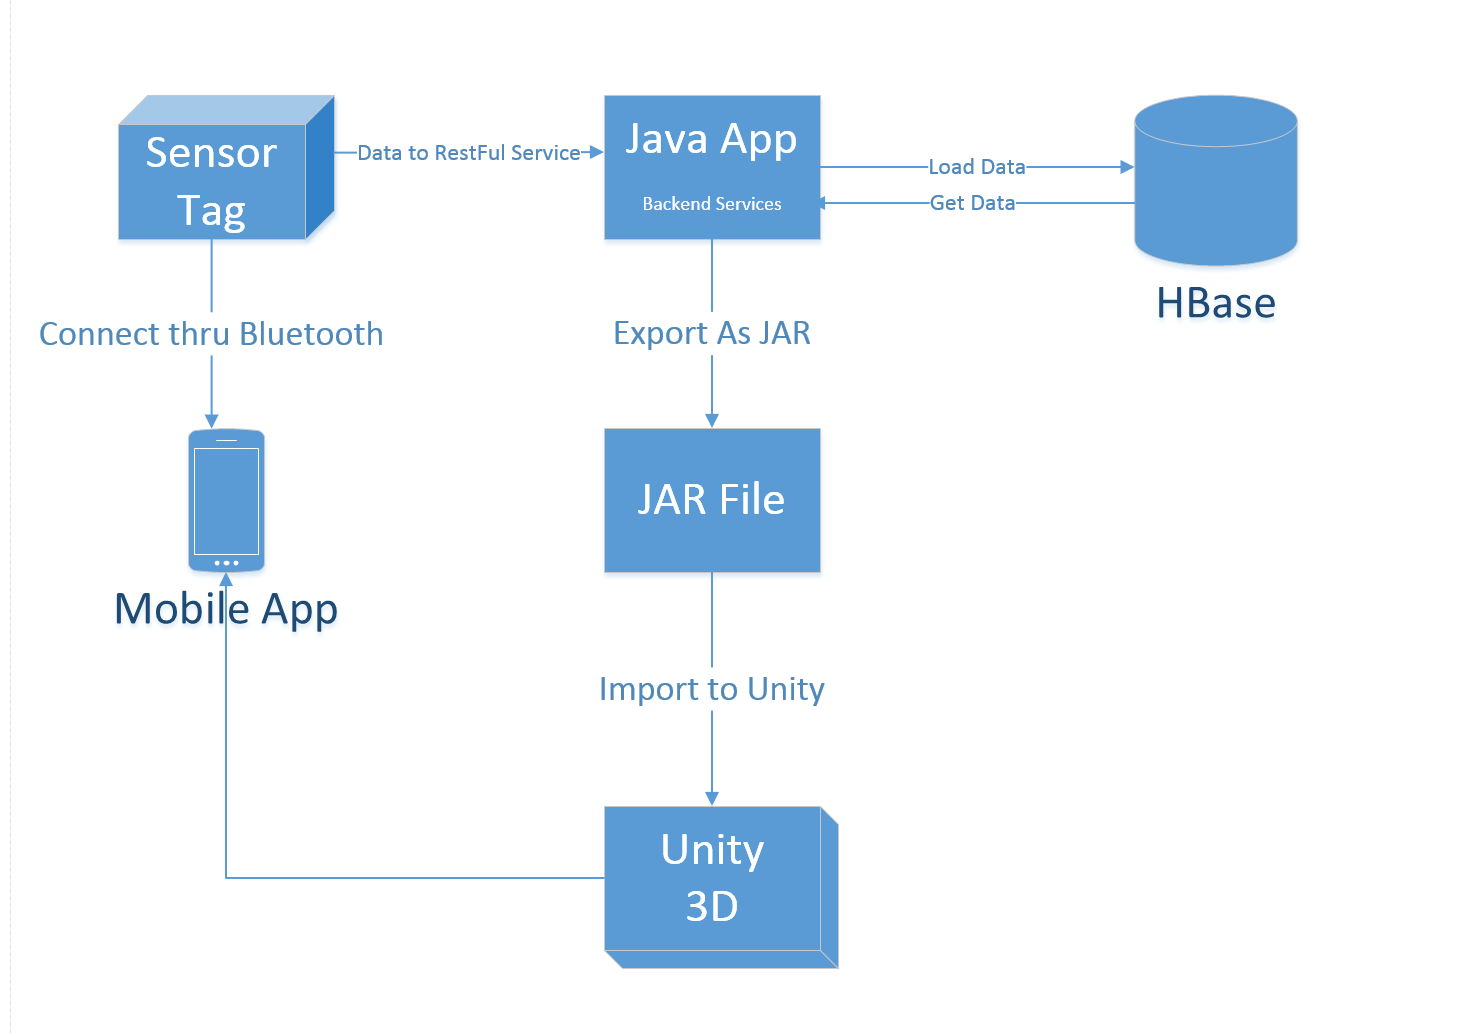 Sensor
Tag
Data to RestFul Service
Java App
Backend Services
Load Data
Get Data
HBase
Connect thru Bluetooth
Export As JAR
JAR File
Mobile App
Import to Unity
Unity
3D